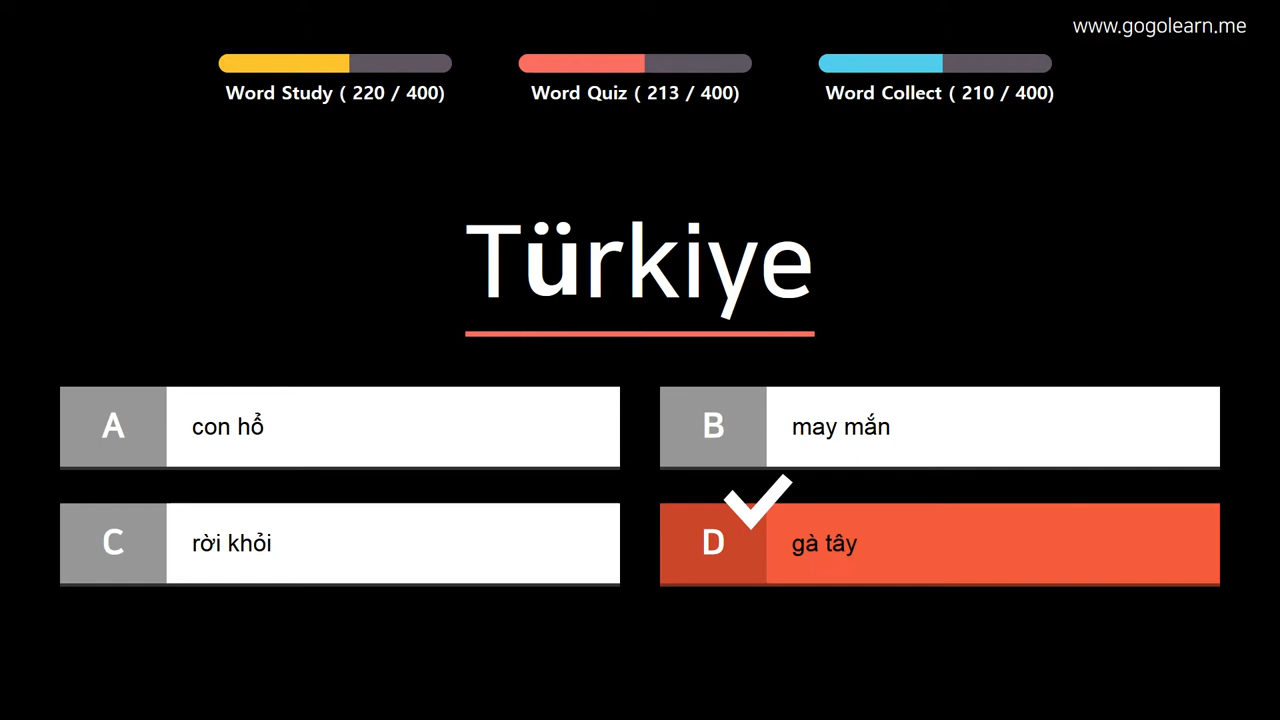 www.gogolearn.me
Word Study ( 220 / 400)
Word Quiz ( 213 / 400)
Word Collect ( 210 / 400)
Türkiye
A con hổ
B may mắn
C rời khỏi
D gà tây